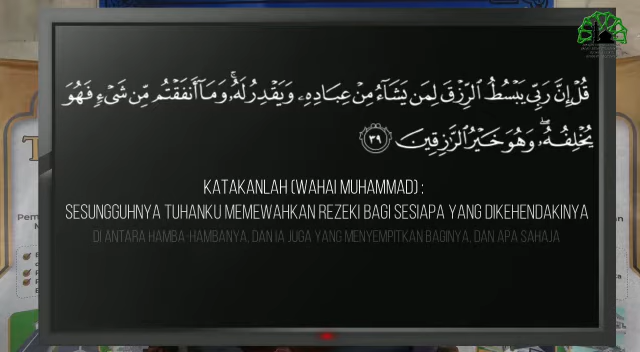 قُلْ إِنَّ رَبِّي يَبْسُطُ الرِّزْقَ لِمَن يَشَاءُ مِنْ عِبَادِهِ وَيَقْدِرُ لَهُ ۚ وَمَا أَنفَقْتُم مِّن شَيْءٍ فَهُوَ
يُخْلِفُهُ ۖ وَهُوَ خَيْرُ الرَّازِقِينَ ٣٩
KATAKANLAH (WAHAI MUHAMMAD) :
SESUNGGUHNYA TUHANKU MEMEWAHKAN REZEKI BAGI SESIAPA YANG DIKEHENDAKINYA
DI ANTARA HAMBA-HAMBANYA, DAN IA JUGA YANG MENYEMPITKAN BAGINYA, DAN APA SAHAJA